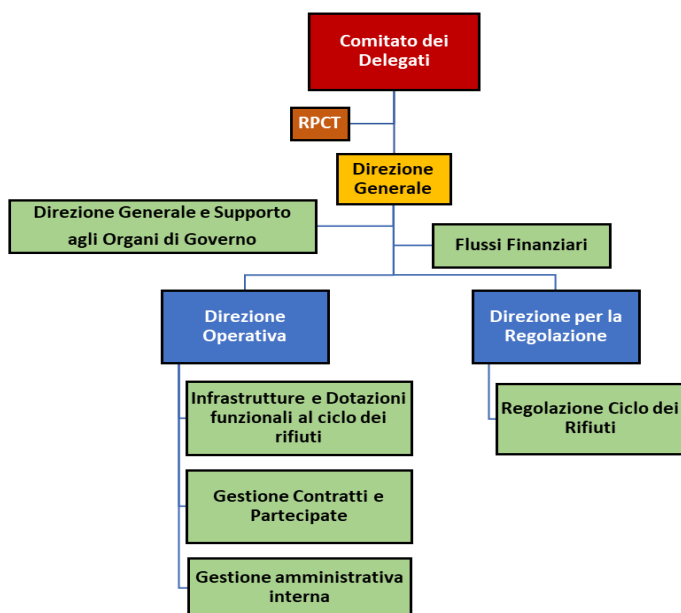 Comitato dei
Delegati
RPCT
Direzione
Generale
Direzione Generale e Supporto
agli Organi di Governo
Flussi Finanziari
Direzione
Operativa
Direzione per la
Regolazione
Infrastrutture e Dotazioni
funzionali al ciclo dei
rifiuti
Regolazione Ciclo dei
Rifiuti
Gestione Contratti e
Partecipate
Gestione amministrativa
interna